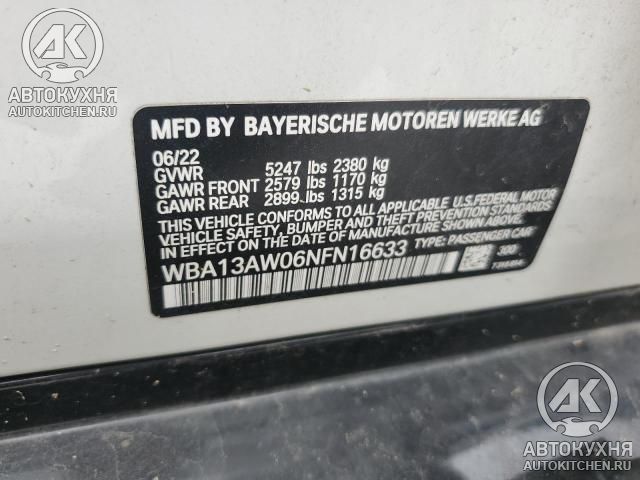 AK
АВТОКУХНЯ
AUTOKITCHEN.RU
MFD BY BAYERISCHE MOTOREN WERKE AG
06/22
GVWR 5247 lbs 2380 kg
GAWR FRONT 2579 lbs 1170 kg
GAWR REAR 2899 lbs 1315 kg
THIS VEHICLE CONFORMS TO ALL APPLICABLE U.S. FEDERAL MOTOR
VEHICLE SAFETY, BUMPER AND THEFT PREVENTION STANDARDS
IN EFFECT ON THE DATE OF MANUFACTURE SHOWN ABOVE.
WBA13AW06NFN16633 TYPE: PASSENGER CAR
300
AK
АВТОКУХНЯ
AUTOKITCHEN.RU